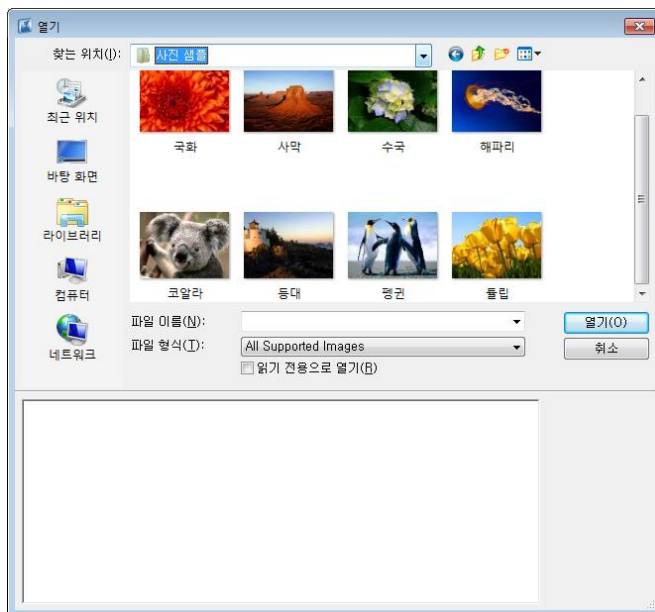 열기
찾는 위치(I): 사진 샘플
최근 위치
바탕 화면
라이브러리
컴퓨터
네트워크
국화 사막 수국 해파리
코알라 등대 펭귄 튤립
파일 이름(N):
열기(O)
파일 형식(T): All Supported Images
취소
읽기 전용으로 열기(R)